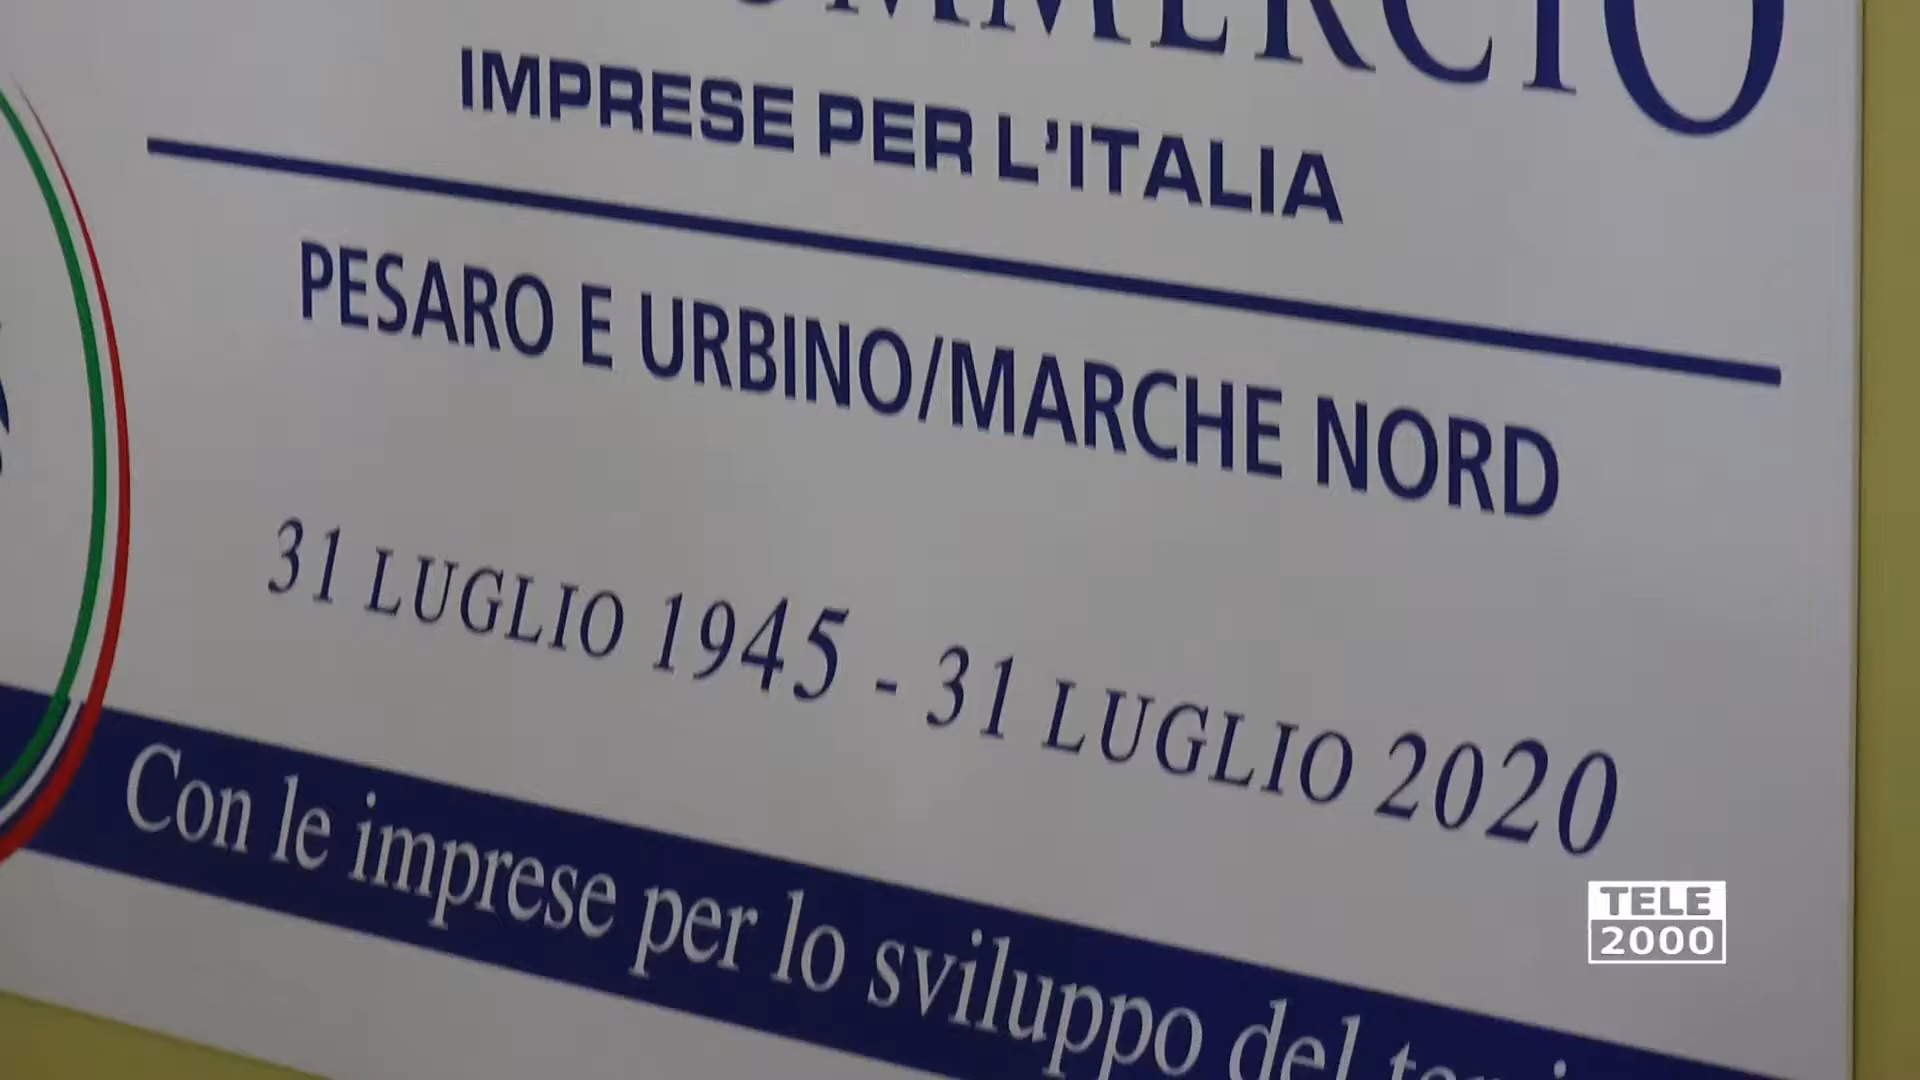 IMPRESE PER L'ITALIA
PESARO E URBINO/MARCHE NORD
31 LUGLIO 1945 - 31 LUGLIO 2020
Con le imprese per lo sviluppo del
TELE
2000